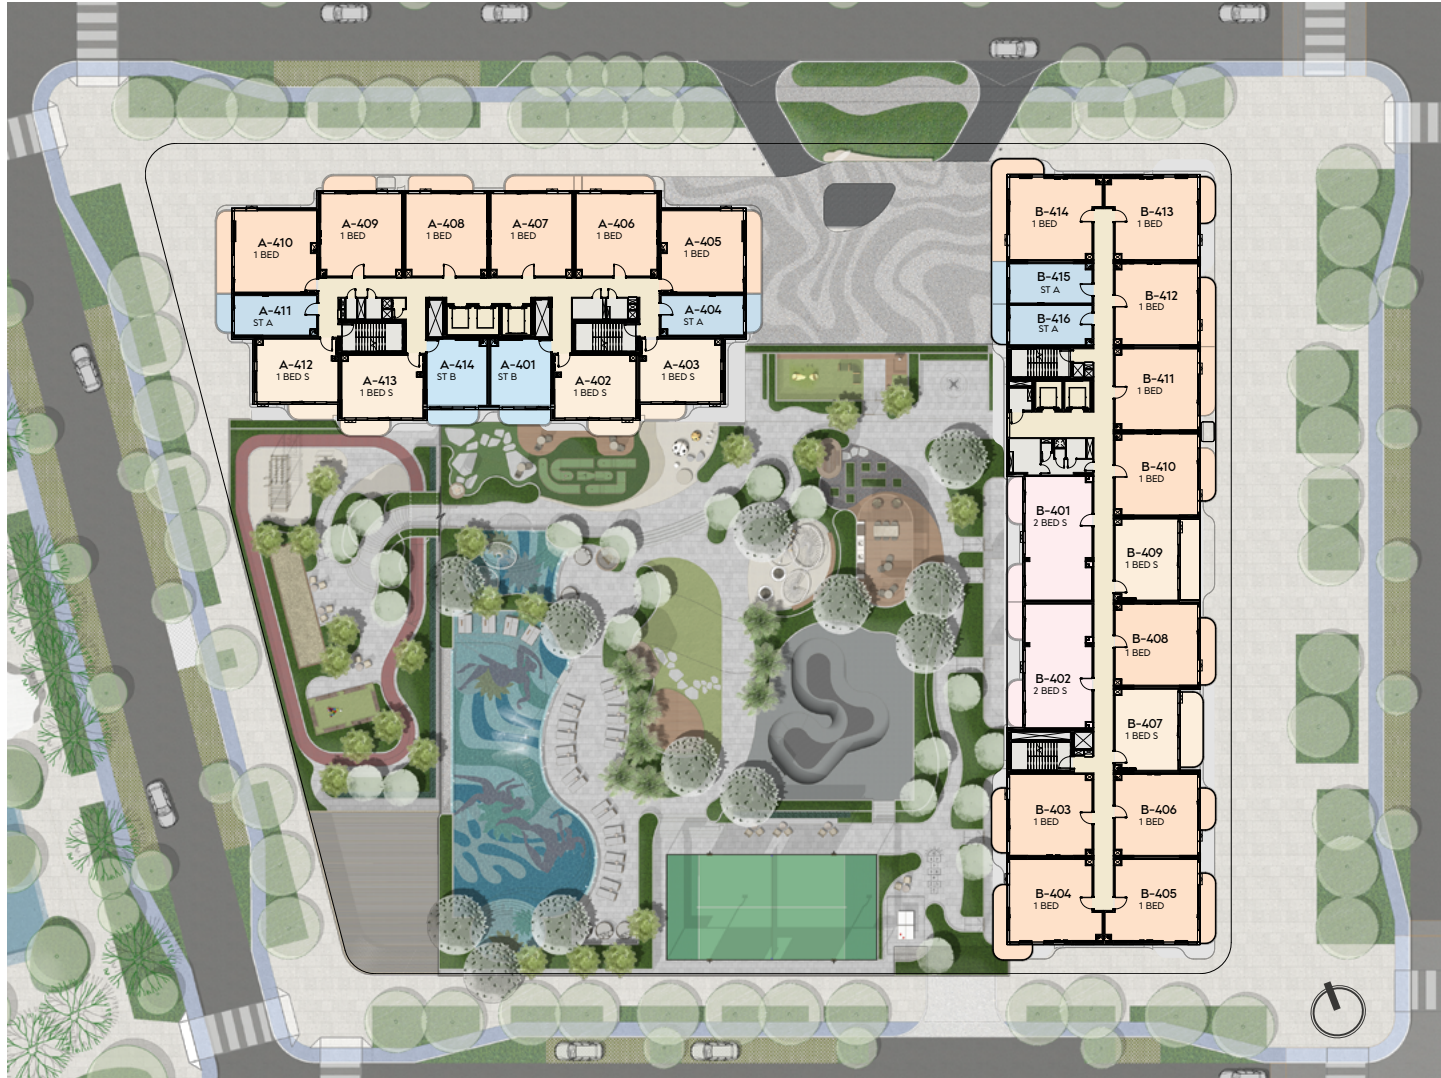 A-410
1 BED
A-409
1 BED
A-408
1 BED
A-407
1 BED
A-406
1 BED
A-405
1 BED
A-411
ST A
A-404
ST A
A-412
1 BED S
A-413
1 BED S
A-414
ST B
A-401
ST B
A-402
1 BED S
A-403
1 BED S
B-414
1 BED
B-413
1 BED
B-415
ST A
B-416
ST A
B-412
1 BED
B-411
1 BED
B-410
1 BED
B-401
2 BED S
B-409
1 BED S
B-408
1 BED
B-402
2 BED S
B-407
1 BED S
B-403
1 BED
B-406
1 BED
B-404
1 BED
B-405
1 BED